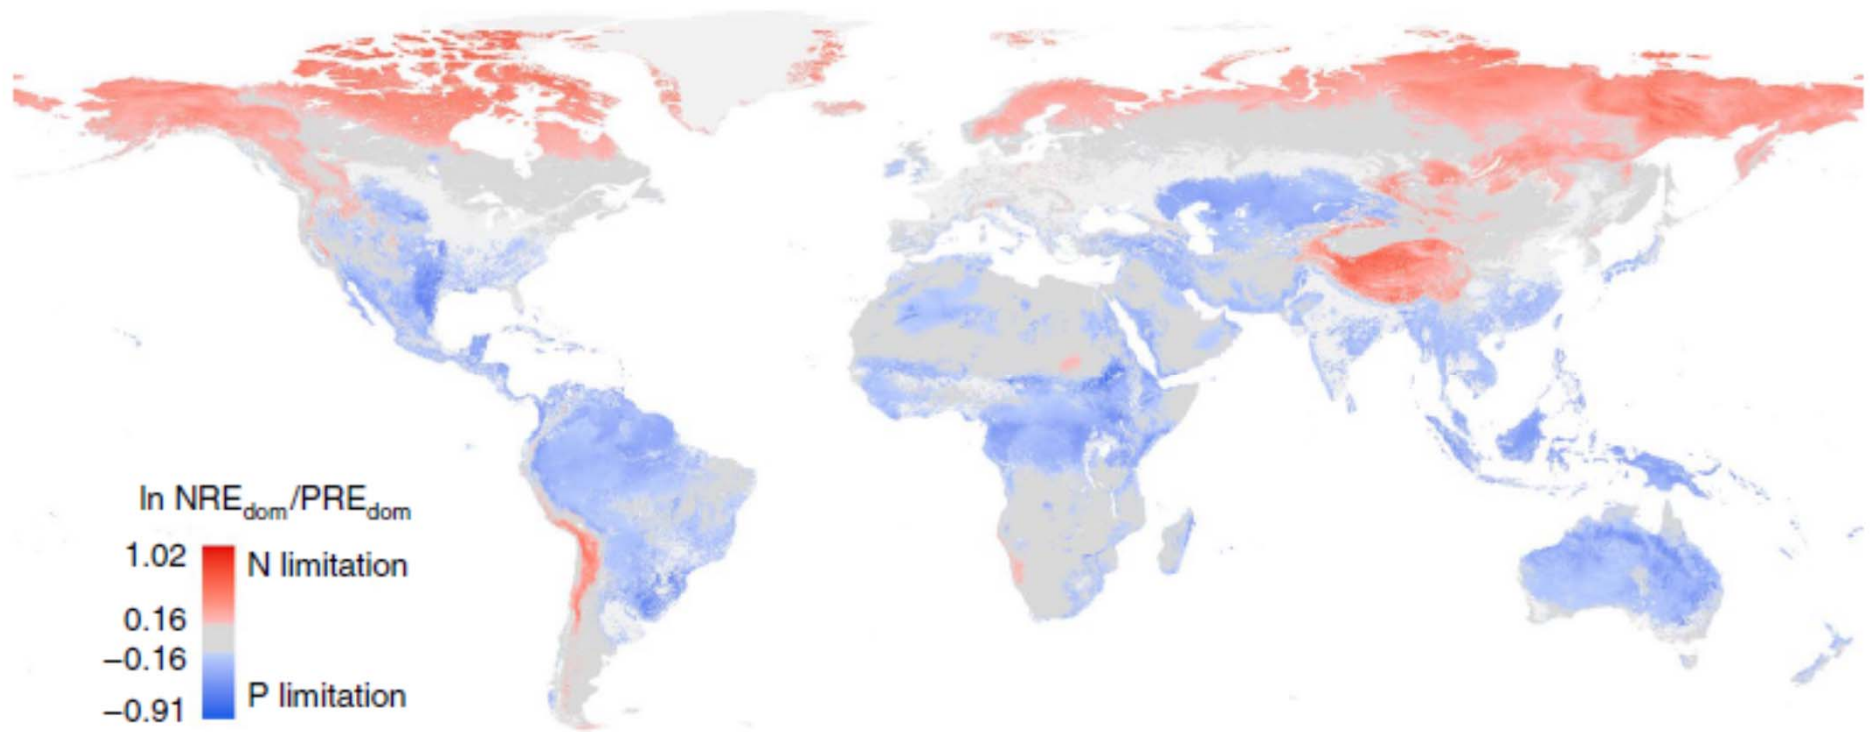 ln NREdom/PREdom
1.02
N limitation
0.16
−0.16
P limitation
−0.91